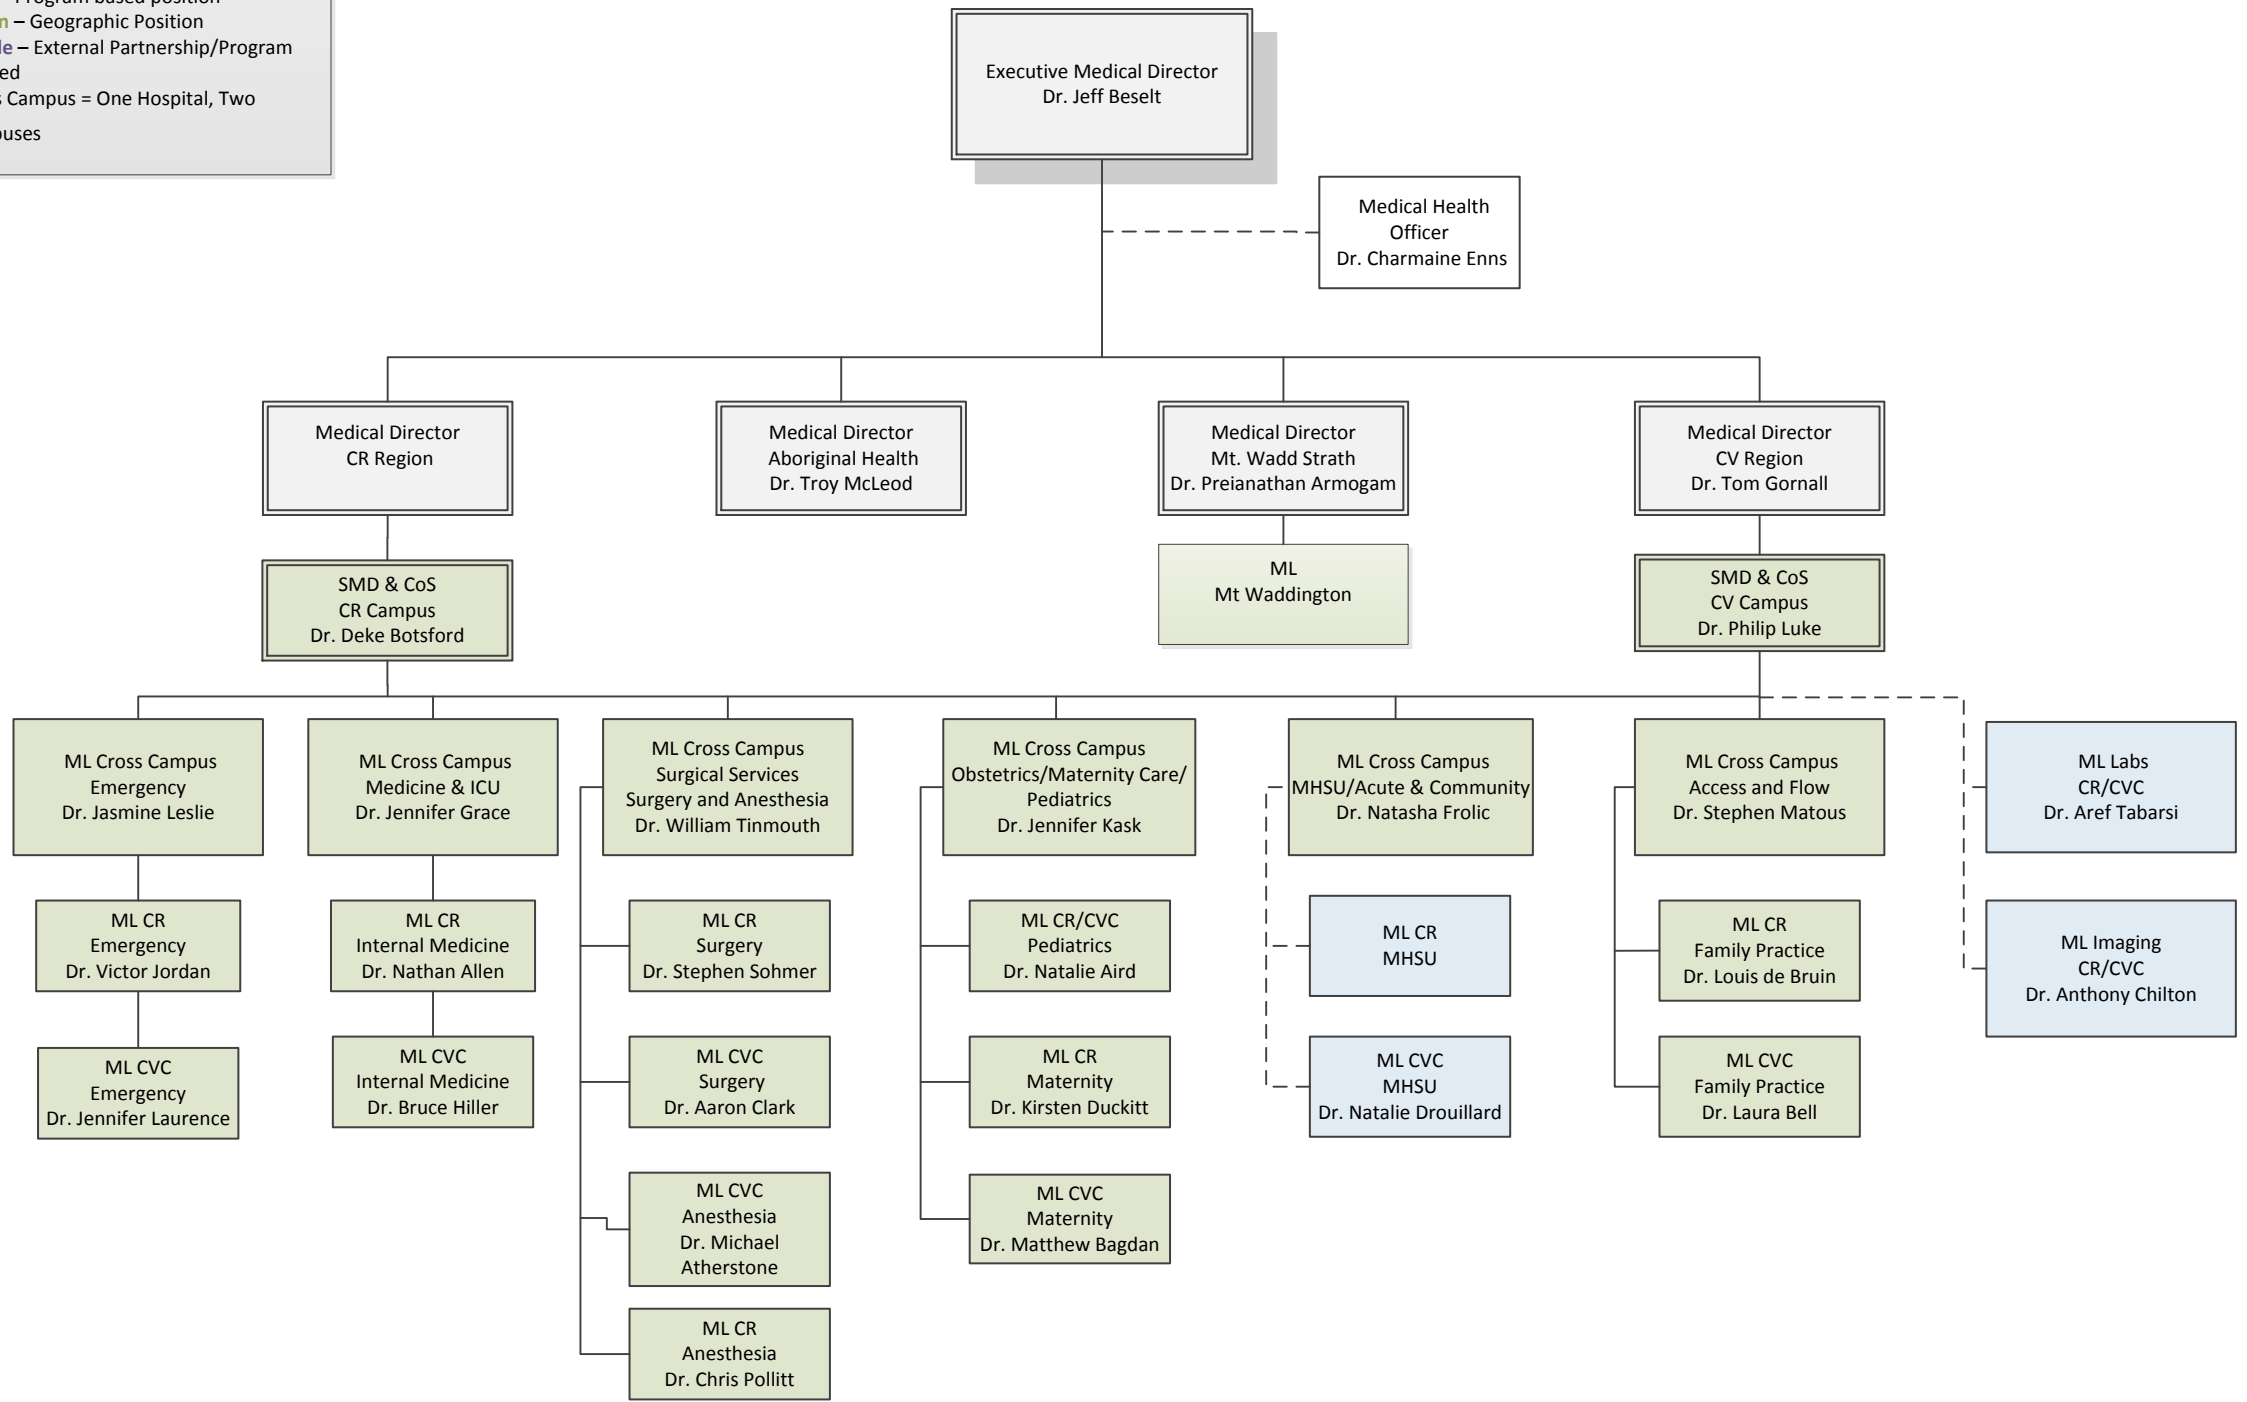 Program based position
– Geographic Position
– External Partnership/Program
Campus = One Hospital, Two
Executive Medical Director
Dr. Jeff Beselt
Medical Health
Officer
Dr. Charmaine Enns
Medical Director
CR Region
Medical Director
Aboriginal Health
Dr. Troy McLeod
Medical Director
Mt. Wadd Strath
Dr. Preianathan Armogam
Medical Director
CV Region
Dr. Tom Gornall
SMD & CoS
CR Campus
Dr. Deke Botsford
ML
Mt Waddington
SMD & CoS
CV Campus
Dr. Philip Luke
ML Cross Campus
Emergency
Dr. Jasmine Leslie
ML Cross Campus
Medicine & ICU
Dr. Jennifer Grace
ML Cross Campus
Surgical Services
Surgery and Anesthesia
Dr. William Tinmouth
ML Cross Campus
Obstetrics/Maternity Care/
Pediatrics
Dr. Jennifer Kask
ML Cross Campus
MHSU/Acute & Community
Dr. Natasha Frolic
ML Cross Campus
Access and Flow
Dr. Stephen Matous
ML Labs
CR/CVC
Dr. Aref Tabarsi
ML CR
Emergency
Dr. Victor Jordan
ML CR
Internal Medicine
Dr. Nathan Allen
ML CR
Surgery
Dr. Stephen Sohmer
ML CR/CVC
Pediatrics
Dr. Natalie Aird
ML CR
MHSU
ML CR
Family Practice
Dr. Louis de Bruin
ML Imaging
CR/CVC
Dr. Anthony Chilton
ML CVC
Emergency
Dr. Jennifer Laurence
ML CVC
Internal Medicine
Dr. Bruce Hiller
ML CVC
Surgery
Dr. Aaron Clark
ML CR
Maternity
Dr. Kirsten Duckitt
ML CVC
MHSU
Dr. Natalie Drouillard
ML CVC
Family Practice
Dr. Laura Bell
ML CVC
Anesthesia
Dr. Michael
Atherstone
ML CVC
Maternity
Dr. Matthew Bagdan
ML CR
Anesthesia
Dr. Chris Pollitt